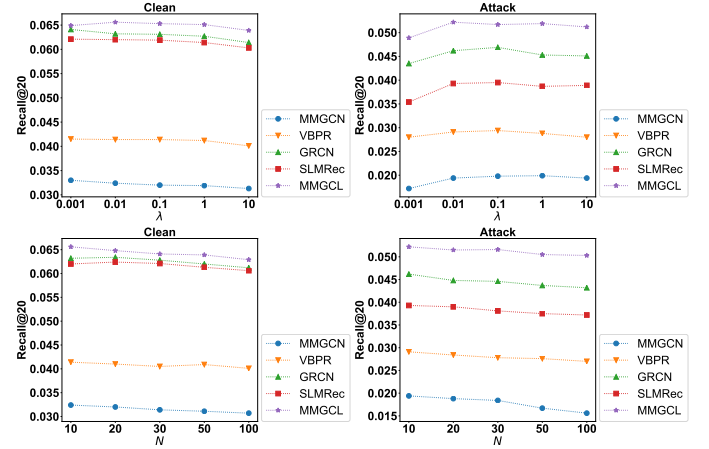 Clean
Recall@20
0.065
0.060
0.055
0.050
0.045
0.040
0.035
0.030
0.001 0.01 0.1 1 10
λ
MMGCN
VBPR
GRCN
SLMRec
MMGCL
Attack
Recall@20
0.050
0.045
0.040
0.035
0.030
0.025
0.020
0.001 0.01 0.1 1 10
λ
MMGCN
VBPR
GRCN
SLMRec
MMGCL
Clean
Recall@20
0.065
0.060
0.055
0.050
0.045
0.040
0.035
0.030
10 20 30 50 100
N
MMGCN
VBPR
GRCN
SLMRec
MMGCL
Attack
Recall@20
0.050
0.045
0.040
0.035
0.030
0.025
0.020
0.015
10 20 30 50 100
N
MMGCN
VBPR
GRCN
SLMRec
MMGCL